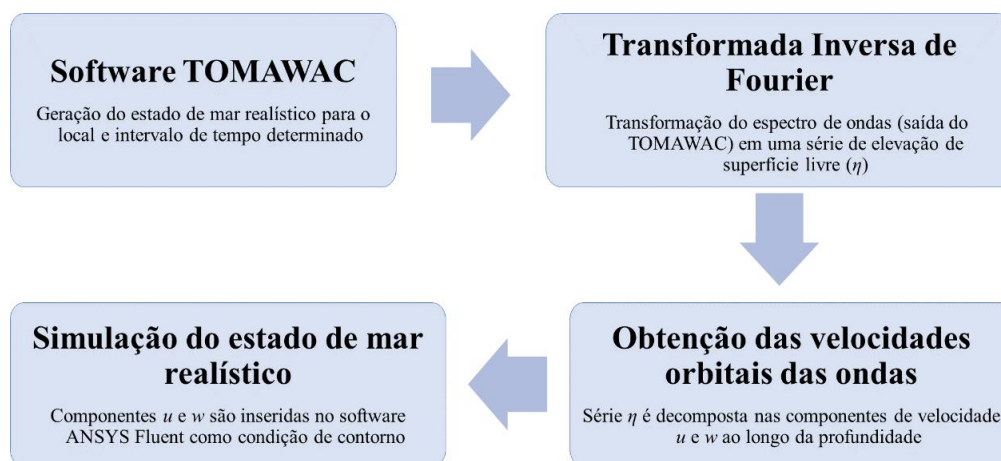 Software TOMAWAC
Geração do estado de mar realístico para o
local e intervalo de tempo determinado
Transformada Inversa de
Fourier
Transformação do espectro de ondas (saída do
TOMAWAC) em uma série de elevação de
superfície livre (η)
Obtenção das velocidades
orbitais das ondas
Série η é decomposta nas componentes de velocidade
u e w ao longo da profundidade
Simulação do estado de mar
realístico
Componentes u e w são inseridas no software
ANSYS Fluent como condição de contorno